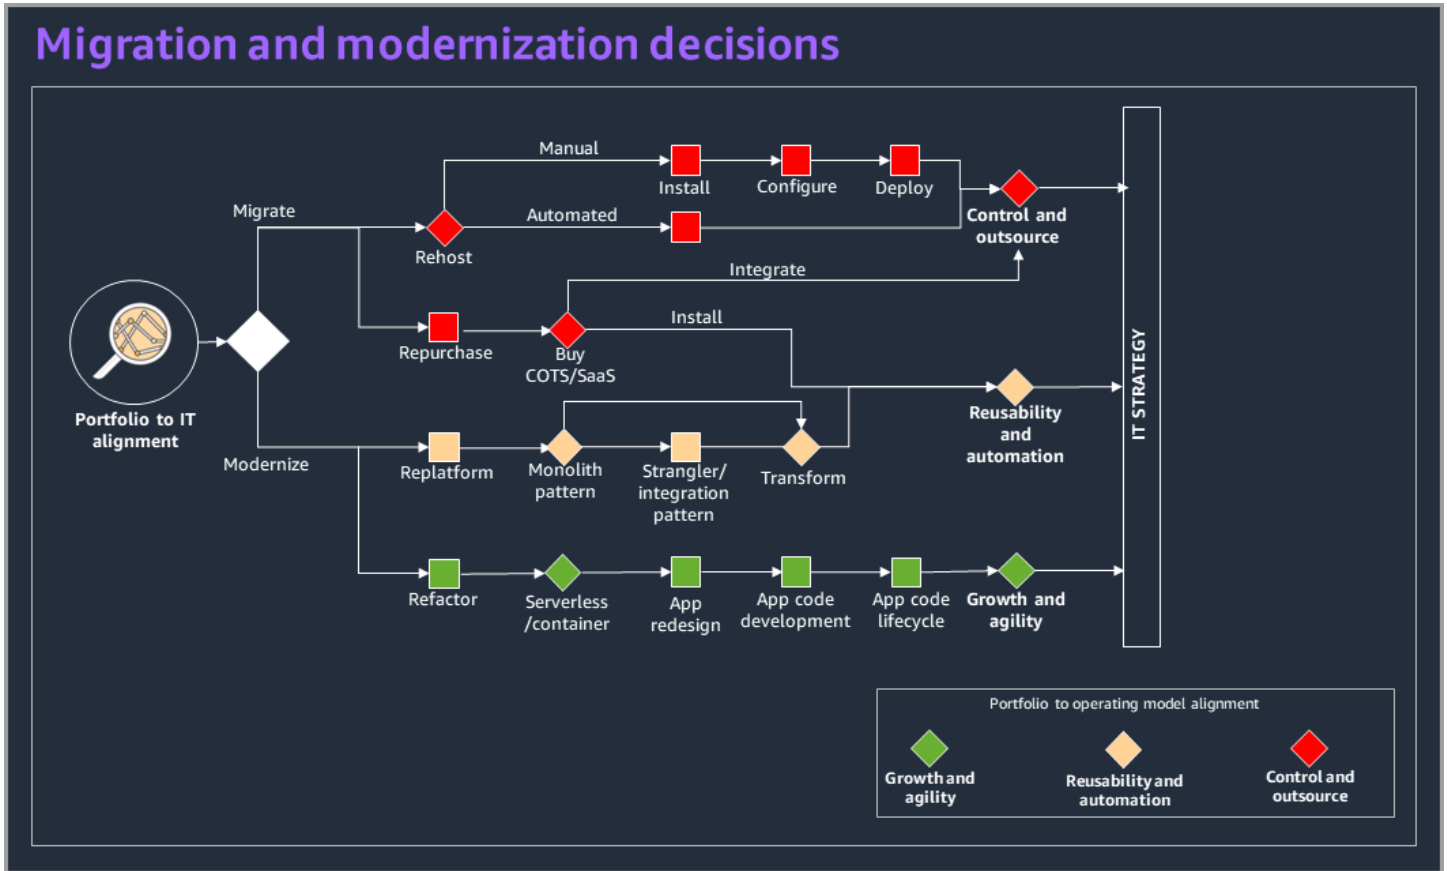 Migration and modernization decisions
Manual
Install
Configure
Deploy
Migrate
Automated
Rehost
Control and
outsource
Integrate
Install
Repurchase
Buy
COTS/SaaS
Portfolio to IT
alignment
IT STRATEGY
Reusability
and
automation
Modernize
Replatform
Monolith
pattern
Strangler/
integration
pattern
Transform
Refactor
Serverless
/container
App
redesign
App code
development
App code
lifecycle
Growth and
agility
Portfolio to operating model alignment
Growth and
agility
Reusability and
automation
Control and
outsource